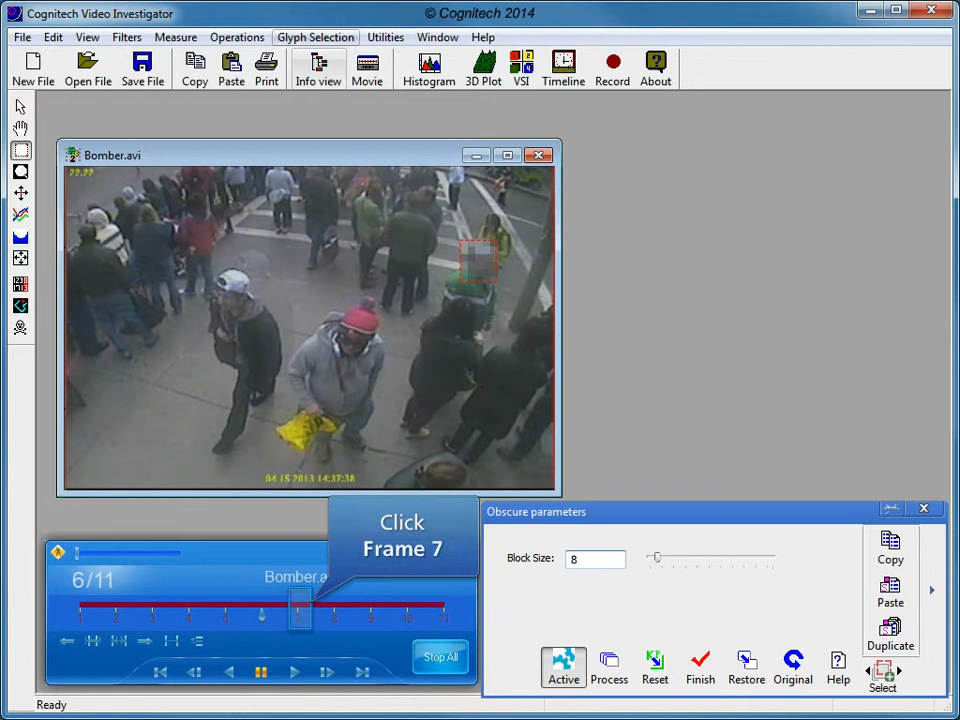 Cognitech Video Investigator
© Cognitech 2014
File Edit View Filters Measure Operations Glyph Selection Utilities Window Help
New File Open File Save File Copy Paste Print Info view Movie Histogram 3D Plot VSI Timeline Record About
Bomber.avi
22.22
04 15 2013 14:37:38
Click
Frame 7
6/11
Bomber.a
1 2 3 4 5 6 7 8 9 10 11
Stop All
Obscure parameters
Block Size: 8
Copy
Paste
Duplicate
Active Process Reset Finish Restore Original Help Select
Ready